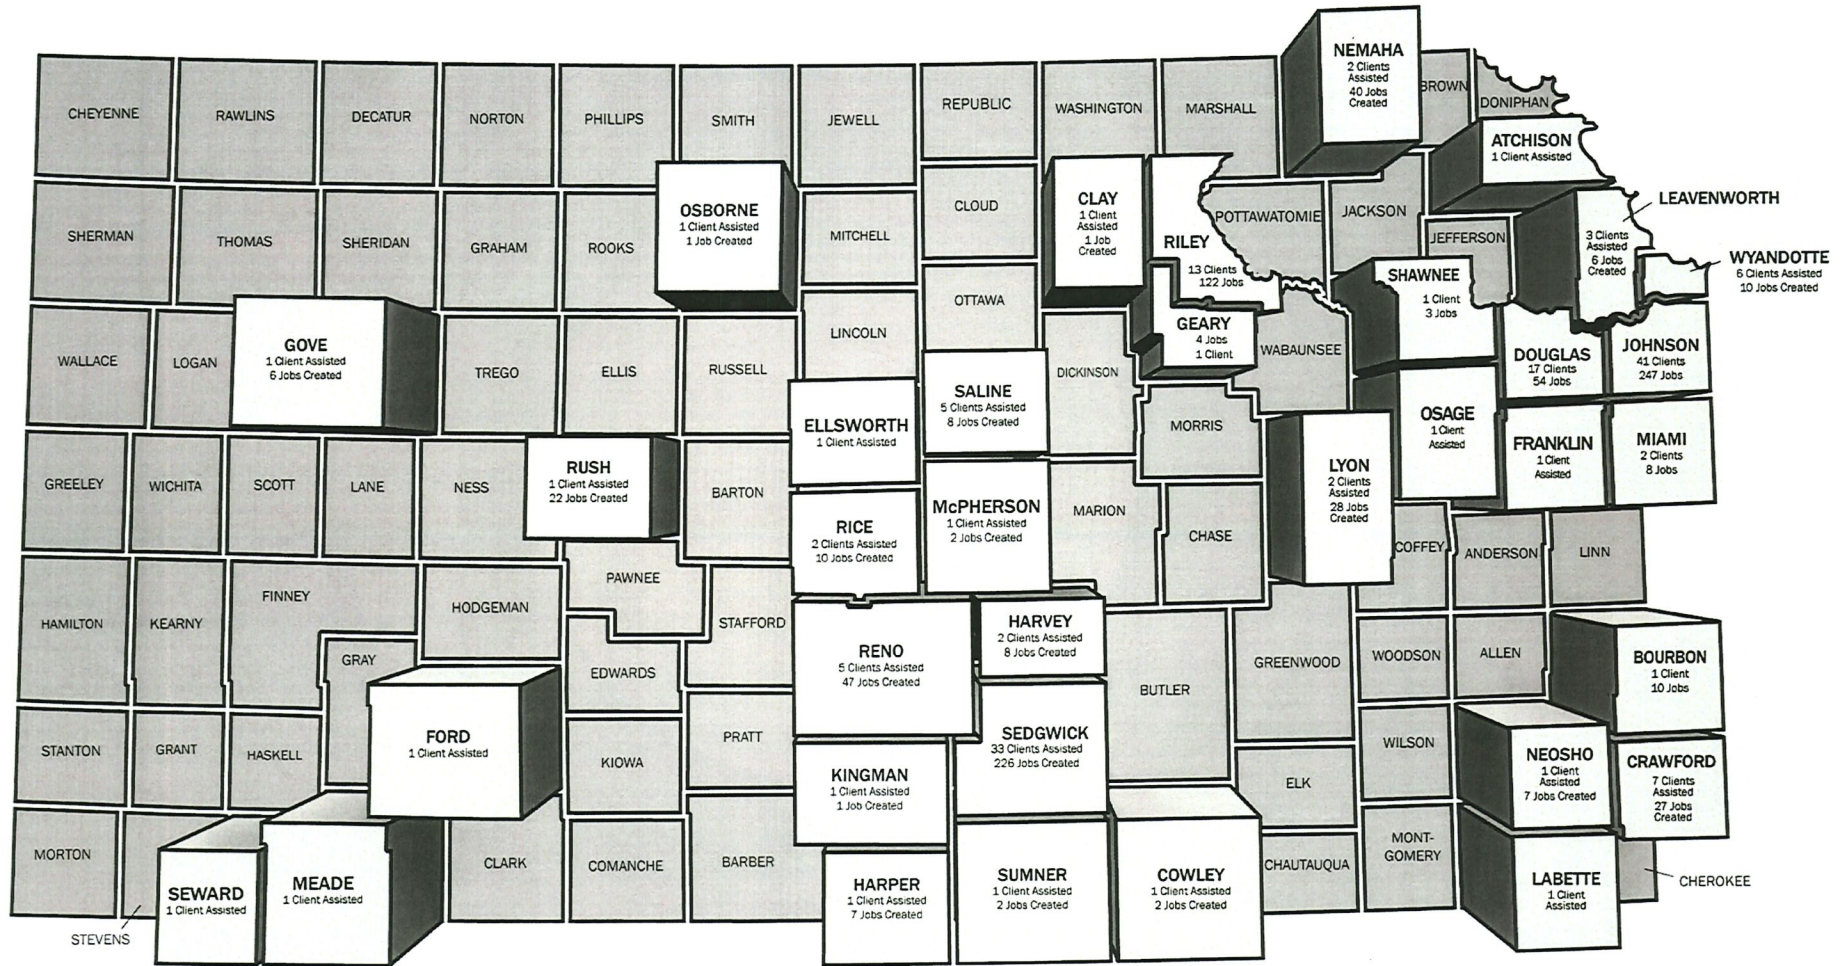 NEMAHA
2 Clients
Assisted
40 Jobs
Created
CHEYENNE
RAWLINS
DECATUR
NORTON
PHILLIPS
SMITH
JEWELL
REPUBLIC
WASHINGTON
MARSHALL
BROWN
DONIPHAN
ATCHISON
1 Client Assisted
SHERMAN
THOMAS
SHERIDAN
GRAHAM
ROOKS
OSBORNE
1 Client Assisted
1 Job Created
MITCHELL
CLOUD
CLAY
1 Client
Assisted
1 Job
Created
RILEY
13 Clients
122 Jobs
POTTAWATOMIE
JACKSON
JEFFERSON
LEAVENWORTH
3 Clients
Assisted
6 Jobs
Created
WYANDOTTE
6 Clients Assisted
10 Jobs Created
WALLACE
LOGAN
GOVE
1 Client Assisted
6 Jobs Created
TREGO
ELLIS
RUSSELL
LINCOLN
OTTAWA
DICKINSON
GEARY
4 Jobs
1 Client
WABAUNSEE
SHAWNEE
1 Client
3 Jobs
DOUGLAS
17 Clients
54 Jobs
JOHNSON
41 Clients
247 Jobs
ELLSWORTH
1 Client Assisted
SALINE
5 Clients Assisted
8 Jobs Created
MORRIS
OSAGE
1 Client
Assisted
FRANKLIN
1 Client
Assisted
MIAMI
2 Clients
8 Jobs
GREELEY
WICHITA
SCOTT
LANE
NESS
RUSH
1 Client Assisted
22 Jobs Created
BARTON
RICE
2 Clients Assisted
10 Jobs Created
McPHERSON
1 Client Assisted
2 Jobs Created
MARION
CHASE
LYON
2 Clients
Assisted
28 Jobs
Created
COFFEY
ANDERSON
LINN
HAMILTON
KEARNY
FINNEY
GRAY
HODGEMAN
PAWNEE
EDWARDS
STAFFORD
RENO
5 Clients Assisted
47 Jobs Created
HARVEY
2 Clients Assisted
8 Jobs Created
BUTLER
GREENWOOD
WOODSON
ALLEN
BOURBON
1 Client
10 Jobs
STANTON
GRANT
HASKELL
FORD
1 Client Assisted
KIOWA
PRATT
KINGMAN
1 Client Assisted
1 Job Created
SEDGWICK
33 Clients Assisted
226 Jobs Created
ELK
WILSON
NEOSHO
1 Client
Assisted
7 Jobs Created
CRAWFORD
7 Clients
Assisted
27 Jobs
Created
MORTON
STEVENS
SEWARD
1 Client Assisted
MEADE
1 Client Assisted
CLARK
COMANCHE
BARBER
HARPER
1 Client Assisted
7 Jobs Created
SUMNER
1 Client Assisted
2 Jobs Created
COWLEY
1 Client Assisted
2 Jobs Created
CHAUTAUQUA
MONT-
GOMERY
LABETTE
1 Client
Assisted
CHEROKEE